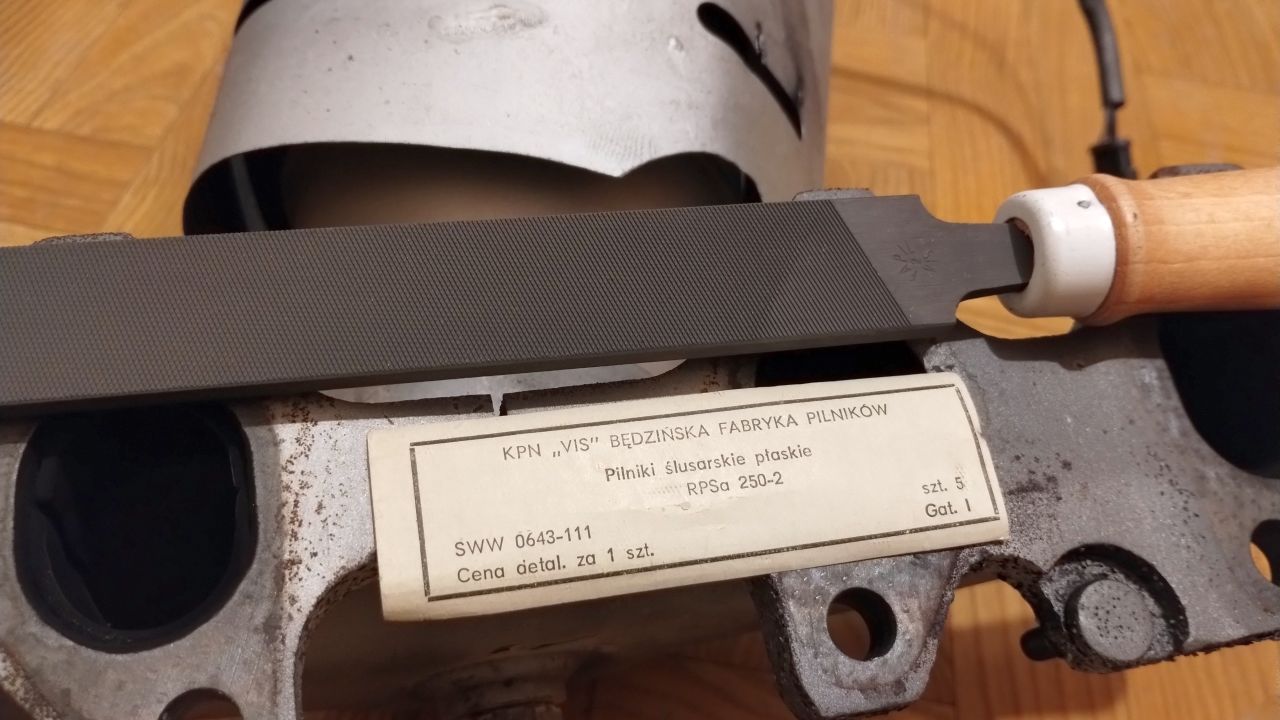 KPN „VIS” BĘDZIŃSKA FABRYKA PILNIKÓW
Pilniki ślusarskie płaskie
RPSa 250-2
szt. 5
Gat. I
SWW 0643-111
Cena detal. za 1 szt.